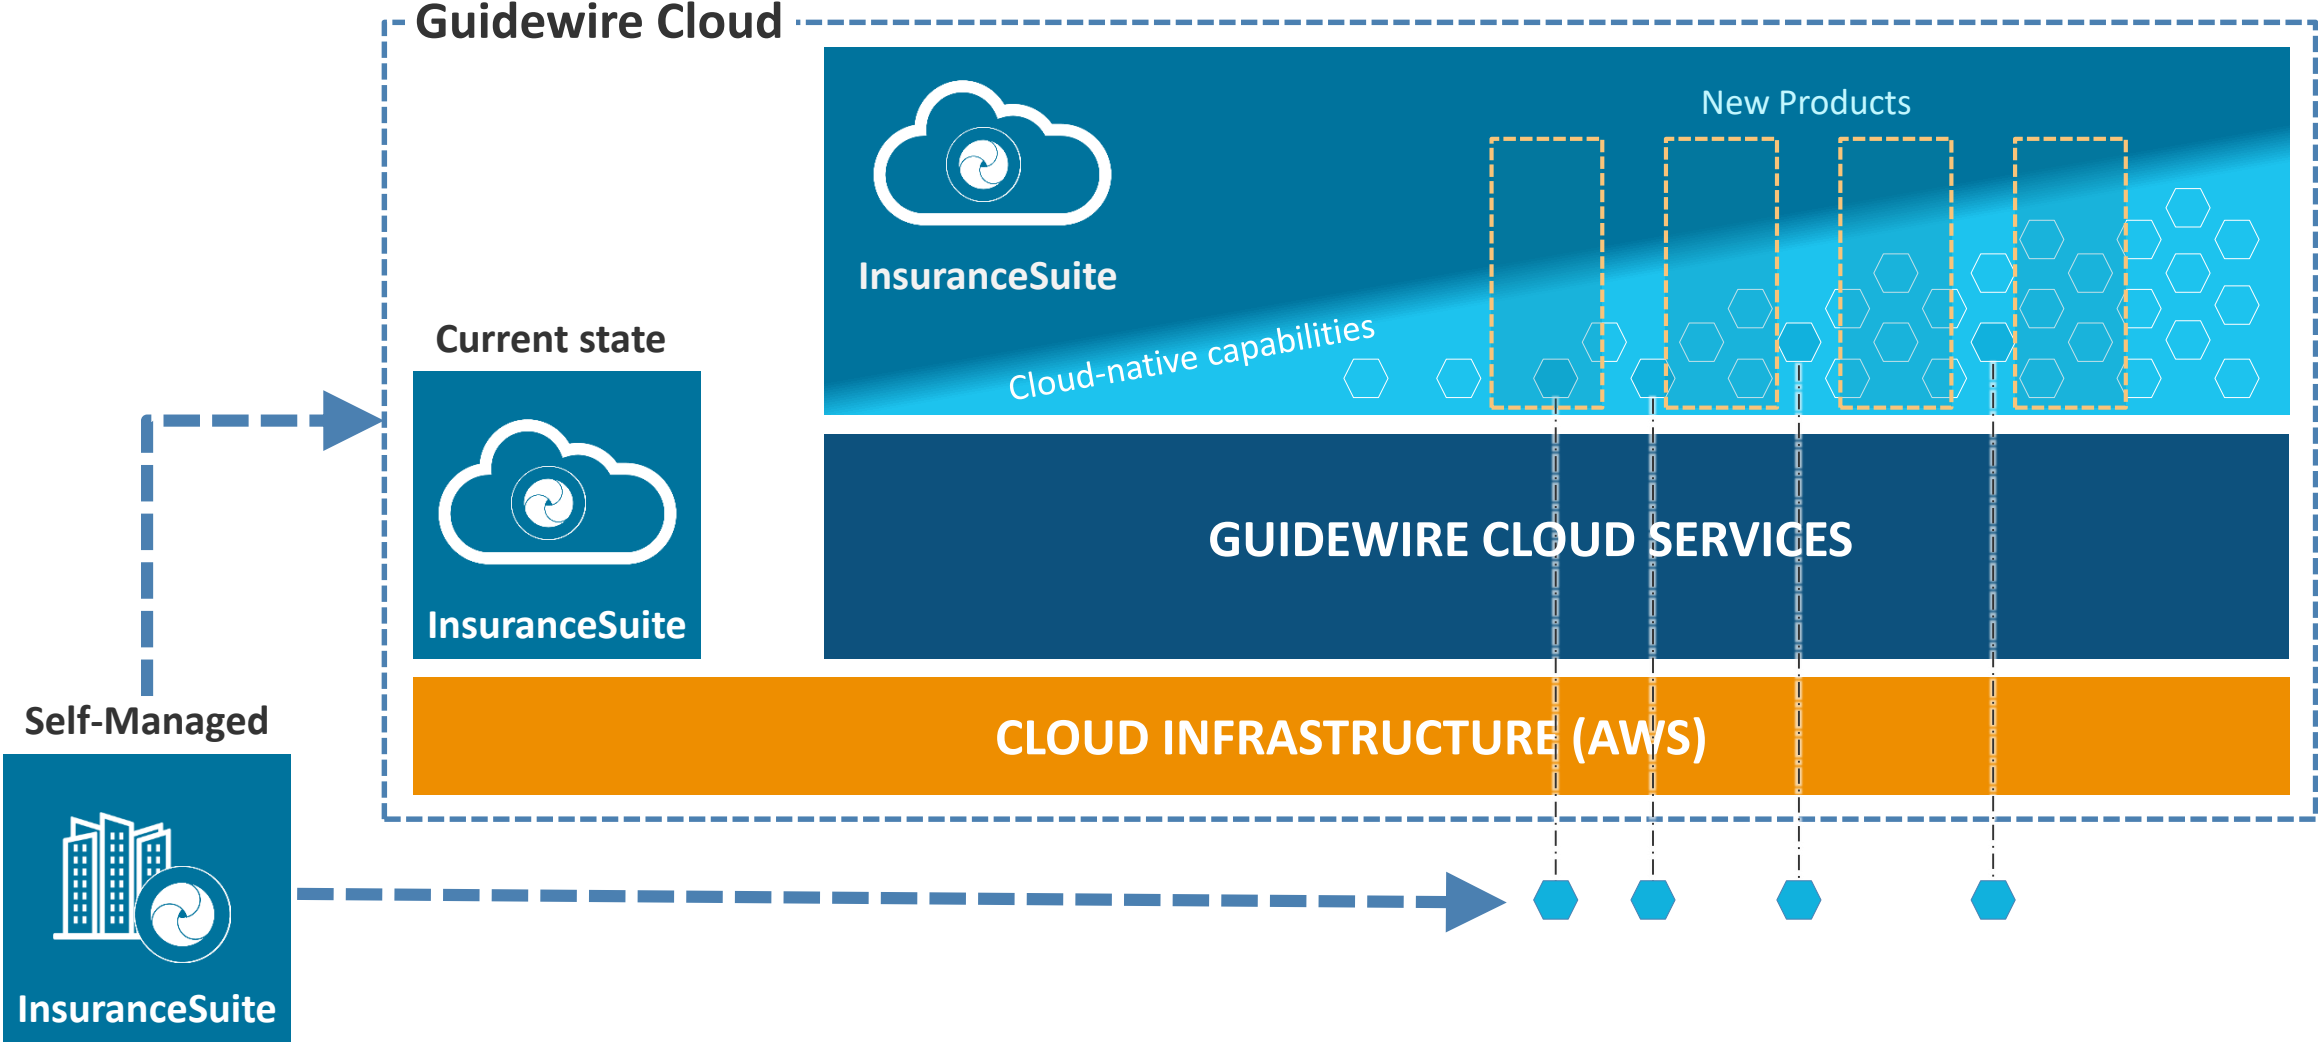 Guidewire Cloud
New Products
InsuranceSuite
Cloud-native capabilities
Current state
InsuranceSuite
GUIDEWIRE CLOUD SERVICES
CLOUD INFRASTRUCTURE (AWS)
Self-Managed
InsuranceSuite